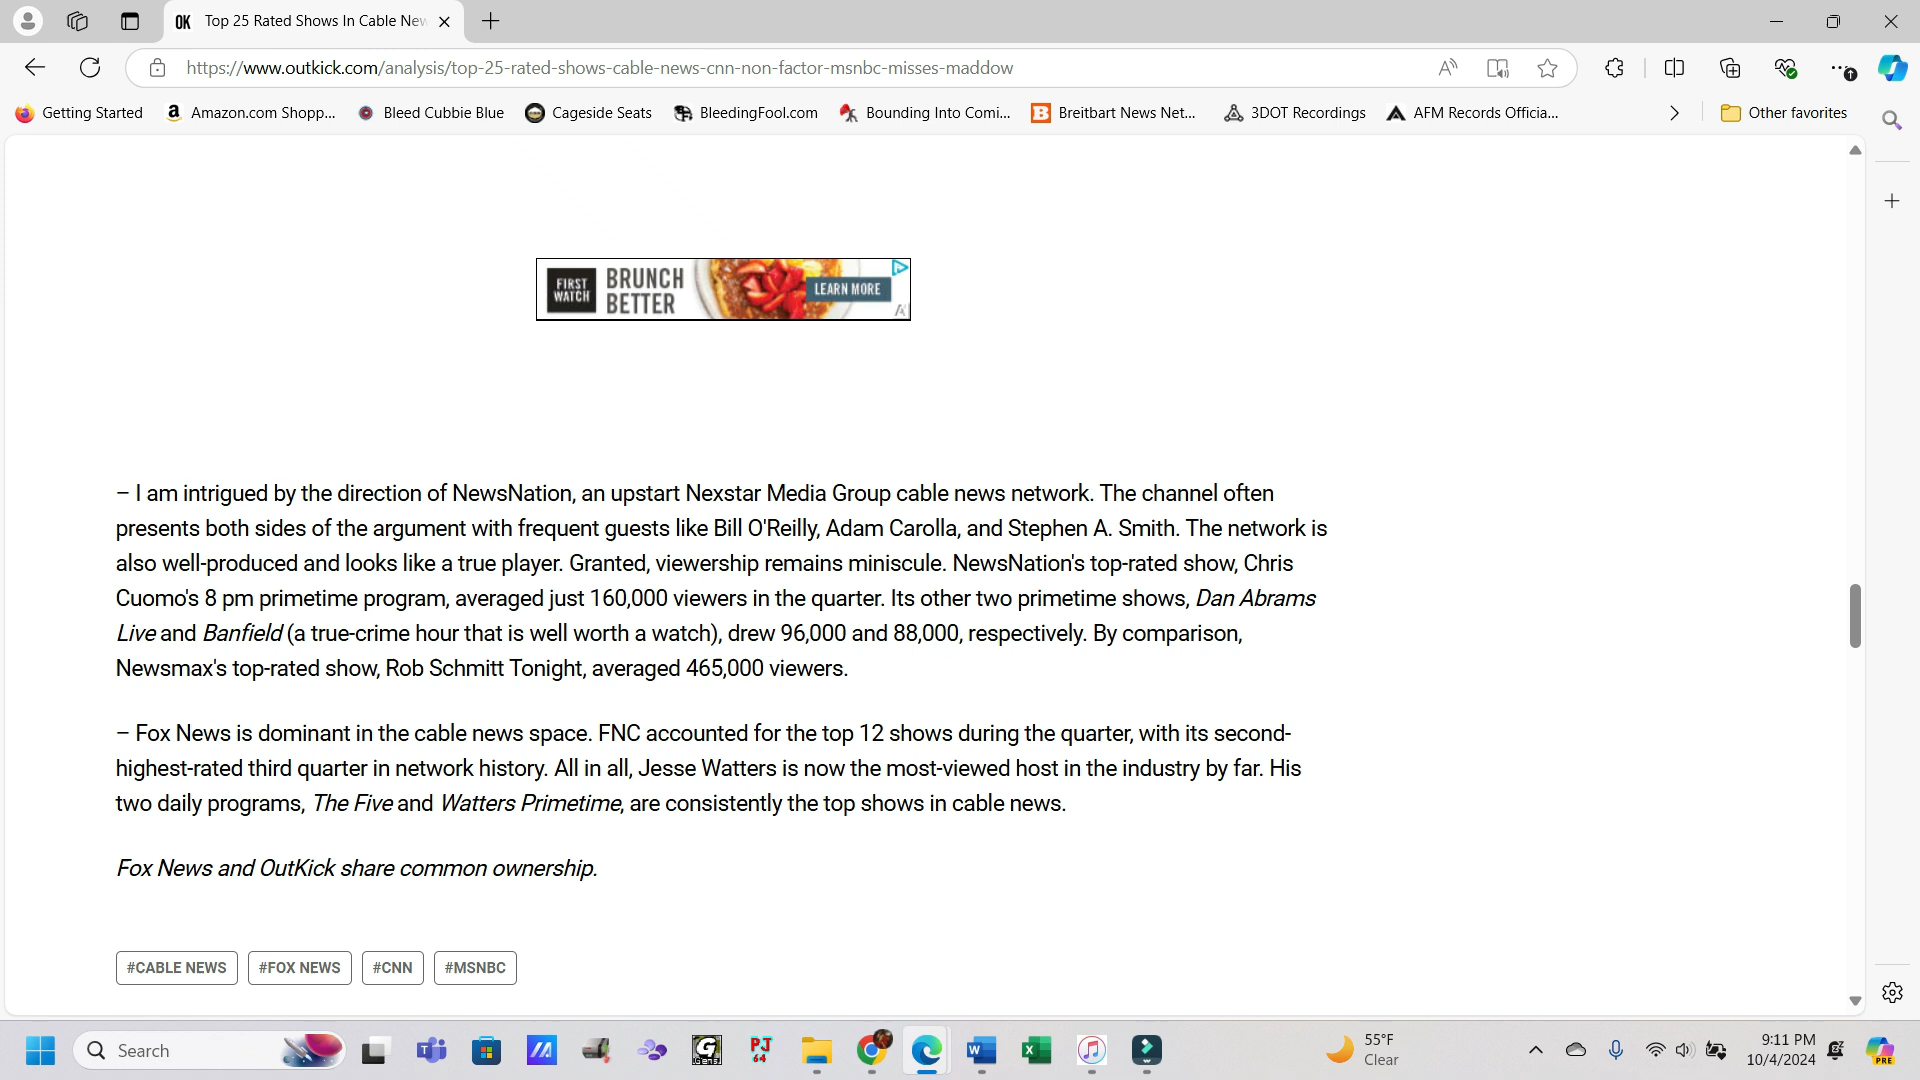 OK Top 25 Rated Shows In Cable New
https://www.outkick.com/analysis/top-25-rated-shows-cable-news-cnn-non-factor-msnbc-misses-maddow
Getting Started Amazon.com Shopp... Bleed Cubbie Blue Cageside Seats BleedingFool.com Bounding Into Comi... Breitbart News Net... 3DOT Recordings AFM Records Officia... Other favorites
FIRST WATCH BRUNCH BETTER LEARN MORE
– I am intrigued by the direction of NewsNation, an upstart Nexstar Media Group cable news network. The channel often
presents both sides of the argument with frequent guests like Bill O'Reilly, Adam Carolla, and Stephen A. Smith. The network is
also well-produced and looks like a true player. Granted, viewership remains miniscule. NewsNation's top-rated show, Chris
Cuomo's 8 pm primetime program, averaged just 160,000 viewers in the quarter. Its other two primetime shows, Dan Abrams
Live and Banfield (a true-crime hour that is well worth a watch), drew 96,000 and 88,000, respectively. By comparison,
Newsmax's top-rated show, Rob Schmitt Tonight, averaged 465,000 viewers.
– Fox News is dominant in the cable news space. FNC accounted for the top 12 shows during the quarter, with its second-
highest-rated third quarter in network history. All in all, Jesse Watters is now the most-viewed host in the industry by far. His
two daily programs, The Five and Watters Primetime, are consistently the top shows in cable news.
Fox News and OutKick share common ownership.
#CABLE NEWS #FOX NEWS #CNN #MSNBC
Search
55°F
Clear
9:11 PM
10/4/2024